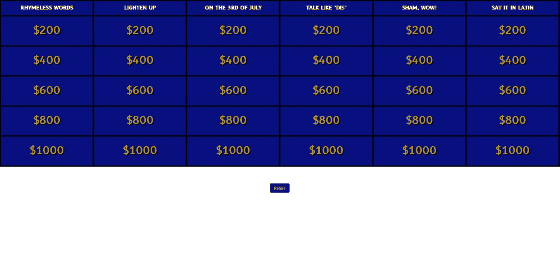 RHYMELESS WORDS LIGHTEN UP ON THE 3RD OF JULY TALK LIKE "DIS" SHAM, WOW! SAT IT IN LATIN
$200 $200 $200 $200 $200 $200
$400 $400 $400 $400 $400 $400
$600 $600 $600 $600 $600 $600
$800 $800 $800 $800 $800 $800
$1000 $1000 $1000 $1000 $1000 $1000